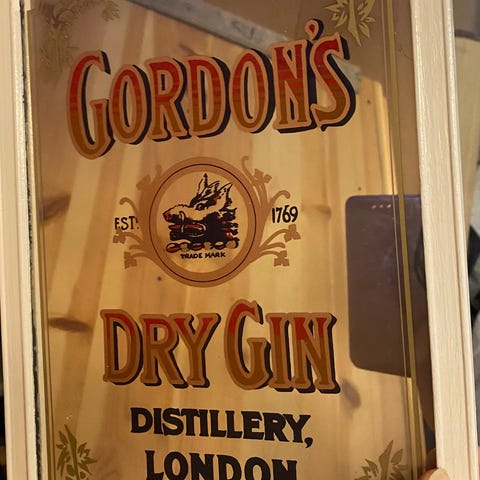 GORDON'S
EST. 1769
TRADE MARK
DRY GIN
DISTILLERY,
LONDON